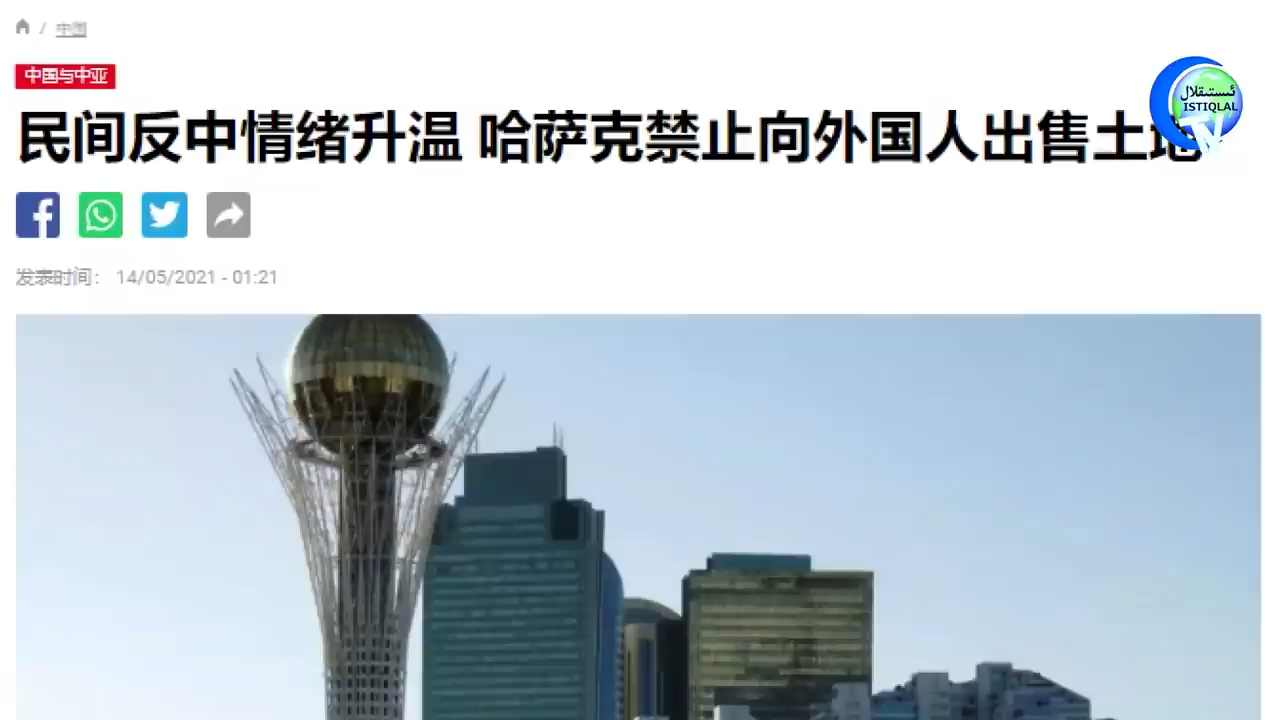 / 中国
中国与中亚
民间反中情绪升温 哈萨克禁止向外国人出售土地
发表时间： 14/05/2021 - 01:21
ئىستىقلال
ISTIQLAL
TV